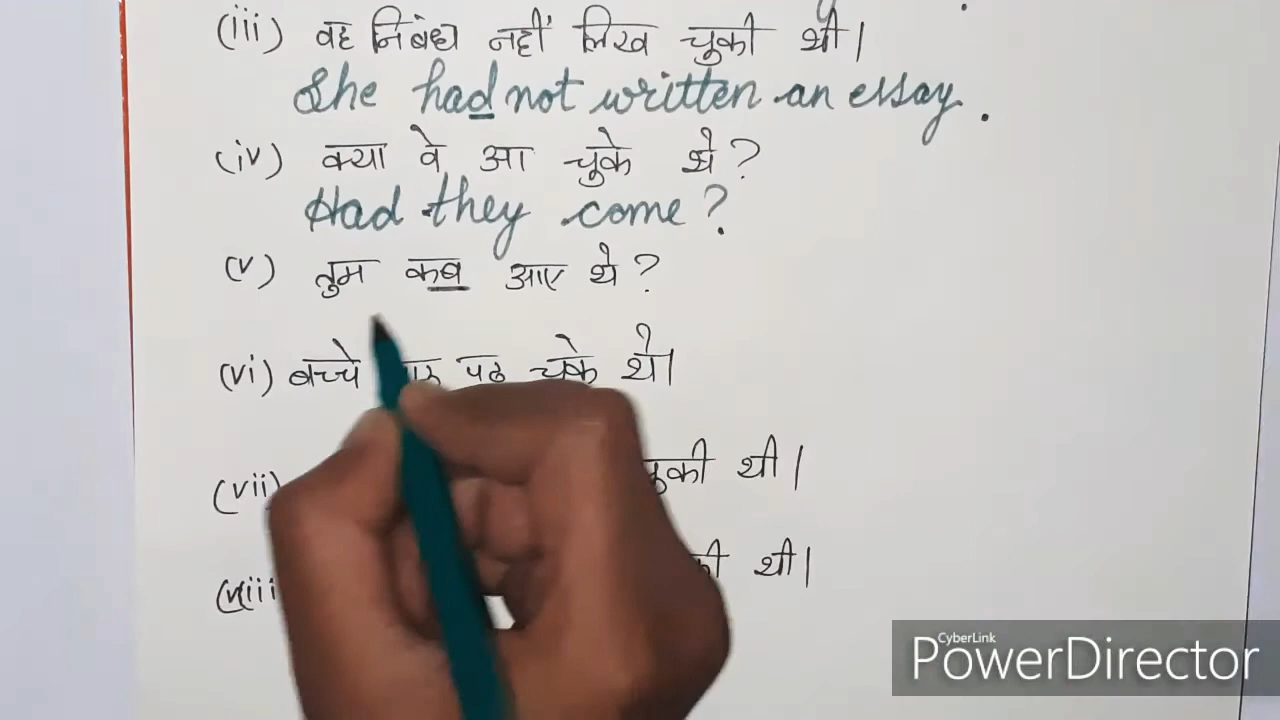 (iii) वह निबंध नहीं लिख चुकी थी।
She had not written an essay.
(iv) क्या वे आ चुके थे?
Had they come?
(v) तुम कब आए थे?
(vi) बच्चे पढ चुके थे।
(vii) चुकी थी।
(viii थी।
CyberLink
PowerDirector